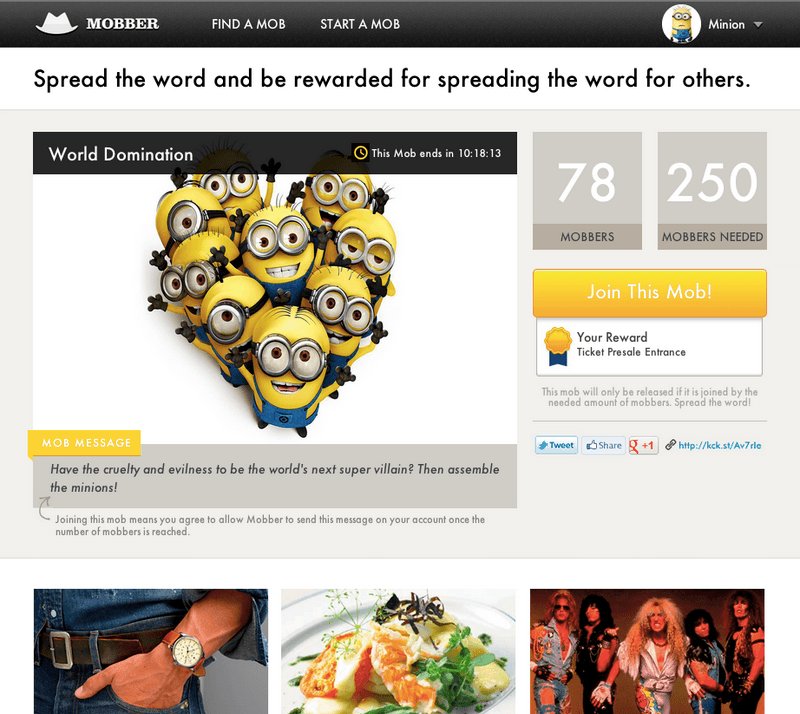 MOBBER
FIND A MOB
START A MOB
Minion
Spread the word and be rewarded for spreading the word for others.
World Domination
This Mob ends in 10:18:13
78
MOBBERS
250
MOBBERS NEEDED
Join This Mob!
Your Reward
Ticket Presale Entrance
This mob will only be released if it is joined by the
needed amount of mobbers. Spread the word!
Tweet
Share
g +1
http://kck.st/Av7rIe
MOB MESSAGE
Have the cruelty and evilness to be the world's next super villain? Then assemble
the minions!
Joining this mob means you agree to allow Mobber to send this message on your account once the
number of mobbers is reached.